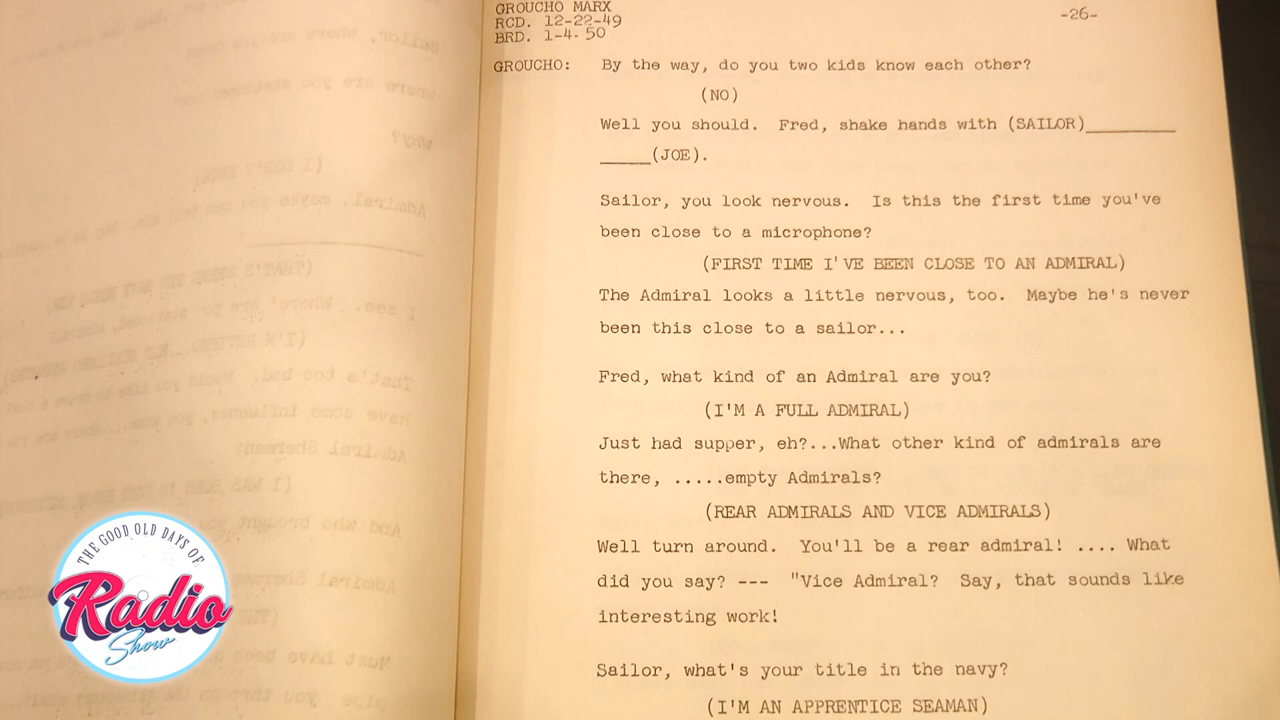 GROUCHO MARX
RCD. 12-22-49
BRD. 1-4-50
-26-
GROUCHO: By the way, do you two kids know each other?
(NO)
Well you should. Fred, shake hands with (SAILOR)_________
_____(JOE).
Sailor, you look nervous. Is this the first time you've
been close to a microphone?
(FIRST TIME I'VE BEEN CLOSE TO AN ADMIRAL)
The Admiral looks a little nervous, too. Maybe he's never
been this close to a sailor...
Fred, what kind of an Admiral are you?
(I'M A FULL ADMIRAL)
Just had supper, eh?...What other kind of admirals are
there, .....empty Admirals?
(REAR ADMIRALS AND VICE ADMIRALS)
Well turn around. You'll be a rear admiral! .... What
did you say? --- "Vice Admiral? Say, that sounds like
interesting work!
Sailor, what's your title in the navy?
(I'M AN APPRENTICE SEAMAN)
THE GOOD OLD DAYS OF
Radio
Show